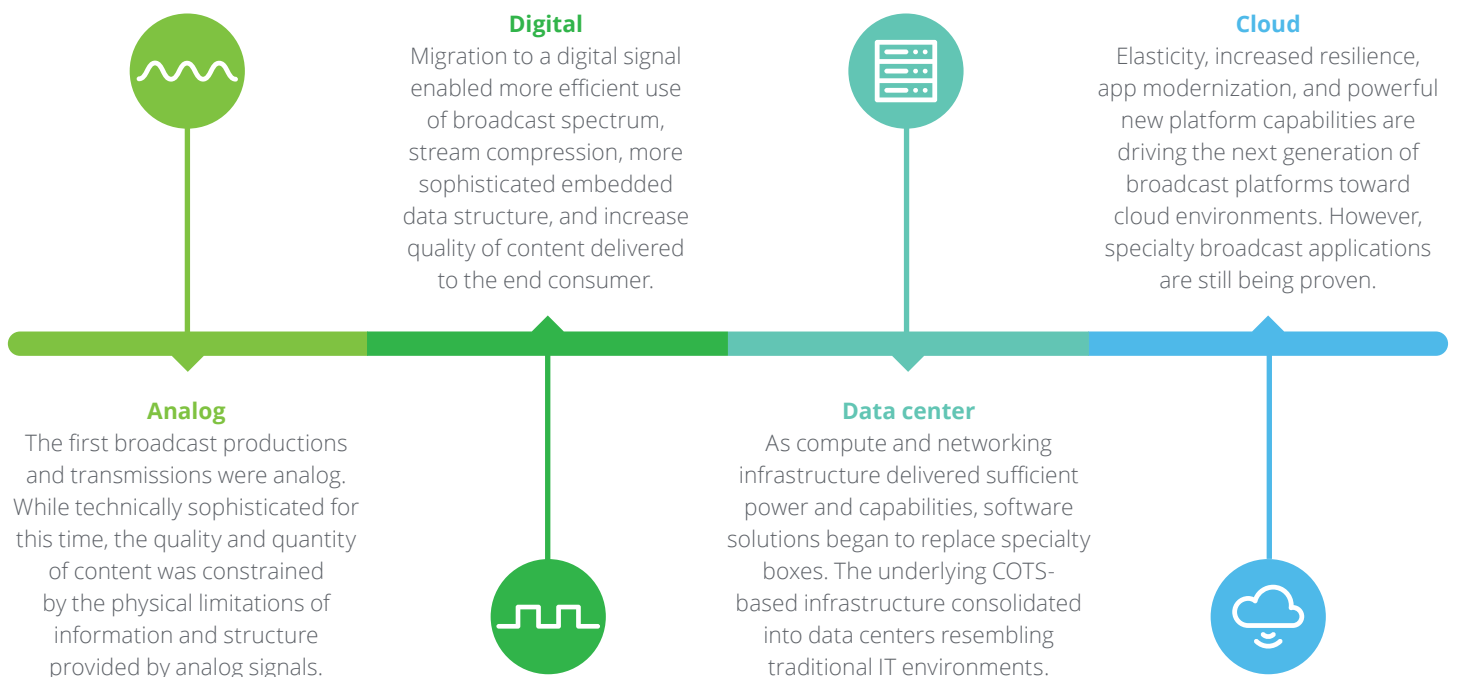 Analog
The first broadcast productions
and transmissions were analog.
While technically sophisticated for
this time, the quality and quantity
of content was constrained
by the physical limitations of
information and structure
provided by analog signals.
Digital
Migration to a digital signal
enabled more efficient use
of broadcast spectrum,
stream compression, more
sophisticated embedded
data structure, and increase
quality of content delivered
to the end consumer.
Data center
As compute and networking
infrastructure delivered sufficient
power and capabilities, software
solutions began to replace specialty
boxes. The underlying COTS-
based infrastructure consolidated
into data centers resembling
traditional IT environments.
Cloud
Elasticity, increased resilience,
app modernization, and powerful
new platform capabilities are
driving the next generation of
broadcast platforms toward
cloud environments. However,
specialty broadcast applications
are still being proven.